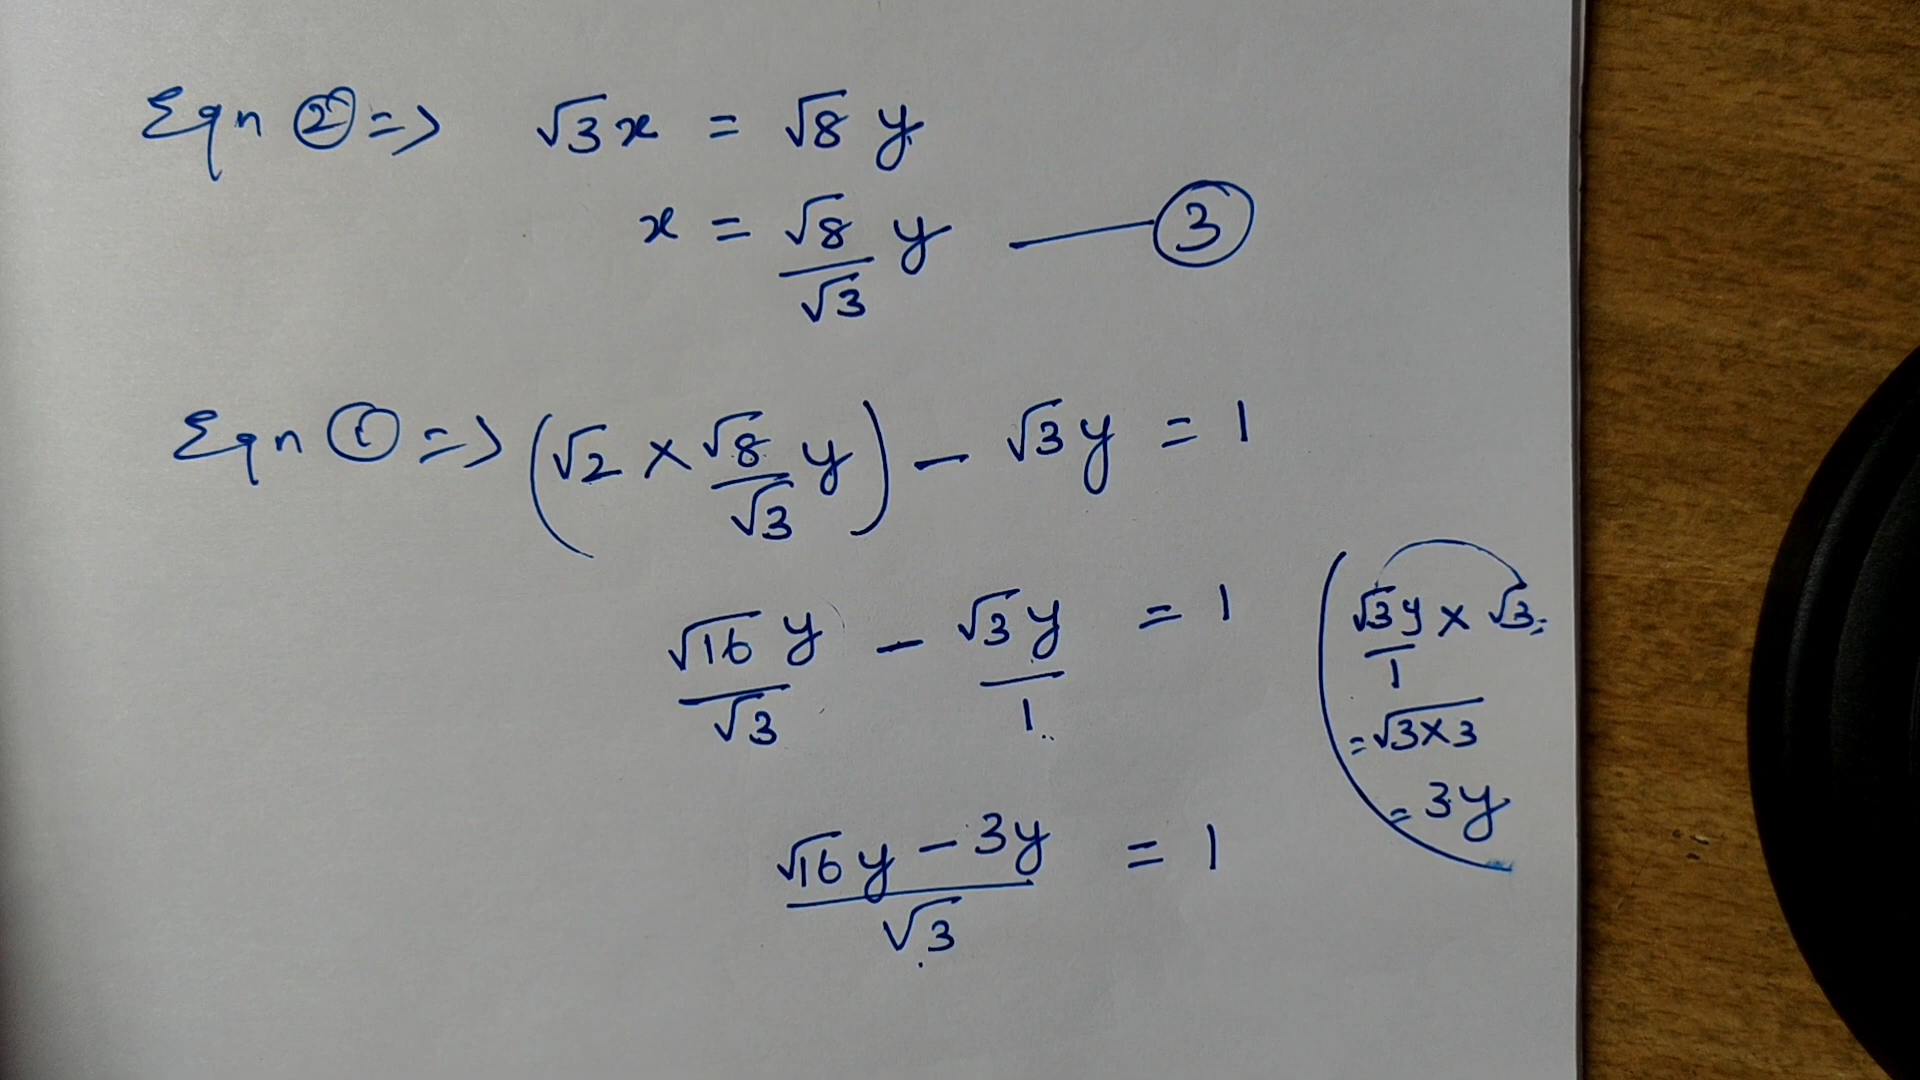 Eqn ② => √3x = √8 y
x = √8/√3 y — ③
Eqn ① => (√2 × √8/√3 y) - √3y = 1
√16 y/√3 - √3y/1 = 1
√3y/1 × √3 =
= √3×3
= 3y
√16y - 3y/√3 = 1